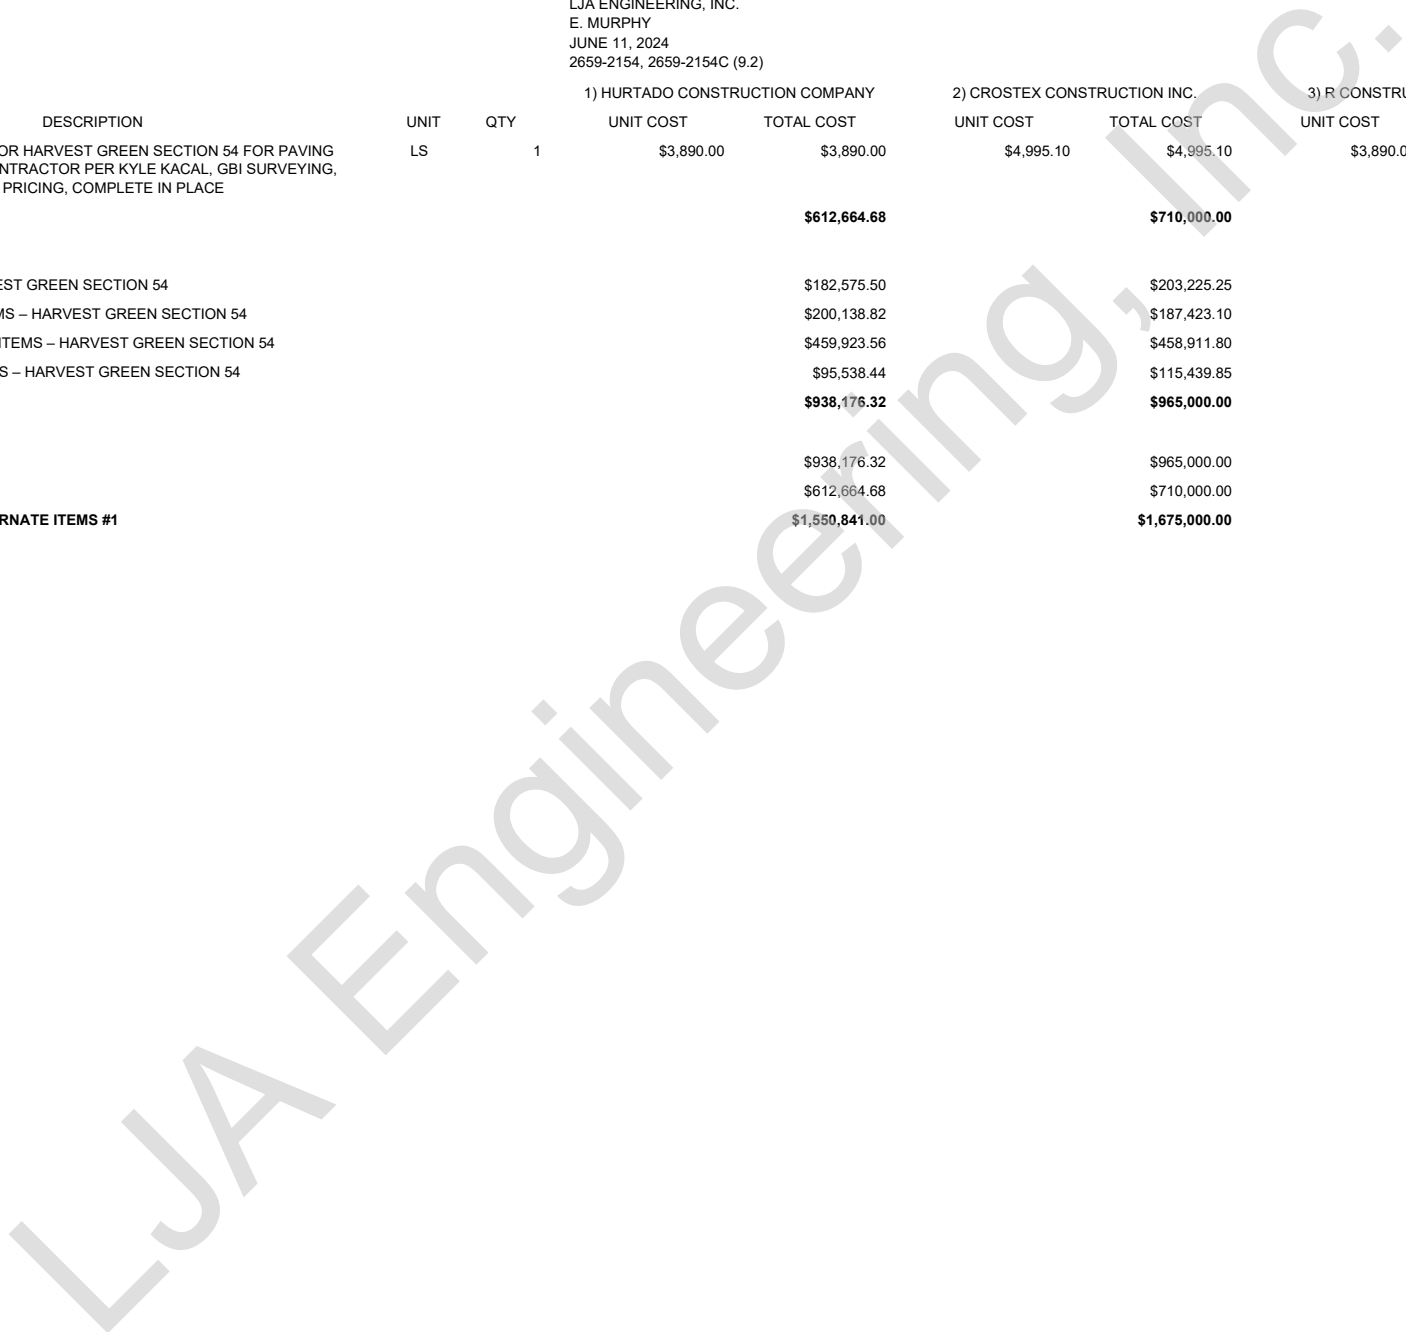 LJA ENGINEERING, INC.
E. MURPHY
JUNE 11, 2024
2659-2154, 2659-2154C (9.2)
1) HURTADO CONSTRUCTION COMPANY 2) CROSTEX CONSTRUCTION INC. 3) R CONSTRU
DESCRIPTION UNIT QTY UNIT COST TOTAL COST UNIT COST TOTAL COST UNIT COST
OR HARVEST GREEN SECTION 54 FOR PAVING LS 1 $3,890.00 $3,890.00 $4,995.10 $4,995.10 $3,890.0
NTRACTOR PER KYLE KACAL, GBI SURVEYING,
PRICING, COMPLETE IN PLACE
$612,664.68 $710,000.00
EST GREEN SECTION 54 $182,575.50 $203,225.25
MS – HARVEST GREEN SECTION 54 $200,138.82 $187,423.10
ITEMS – HARVEST GREEN SECTION 54 $459,923.56 $458,911.80
S – HARVEST GREEN SECTION 54 $95,538.44 $115,439.85
$938,176.32 $965,000.00
$938,176.32 $965,000.00
$612,664.68 $710,000.00
RNATE ITEMS #1 $1,550,841.00 $1,675,000.00
LJA Engineering, Inc.